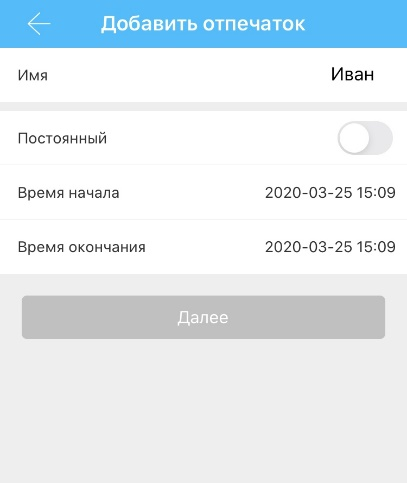 Добавить отпечаток
Имя Иван
Постоянный
Время начала 2020-03-25 15:09
Время окончания 2020-03-25 15:09
Далее